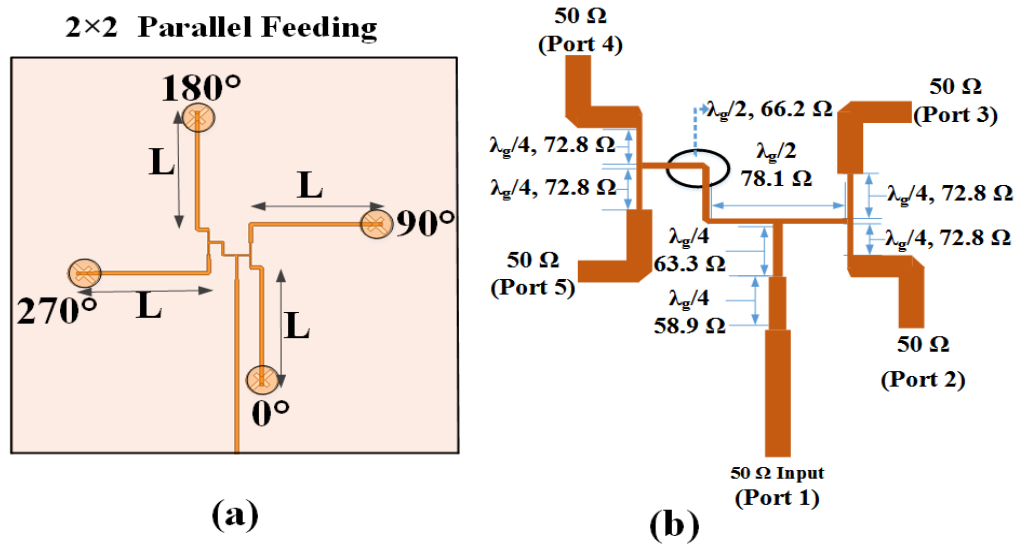 2×2 Parallel Feeding
180°
L
L
90°
270°
L
L
0°
(a)
50 Ω
(Port 4)
50 Ω
(Port 3)
λg/2, 66.2 Ω
λg/4, 72.8 Ω
λg/4, 72.8 Ω
λg/2
78.1 Ω
λg/4, 72.8 Ω
λg/4, 72.8 Ω
λg/4
63.3 Ω
50 Ω
(Port 5)
λg/4
58.9 Ω
50 Ω
(Port 2)
50 Ω Input
(Port 1)
(b)